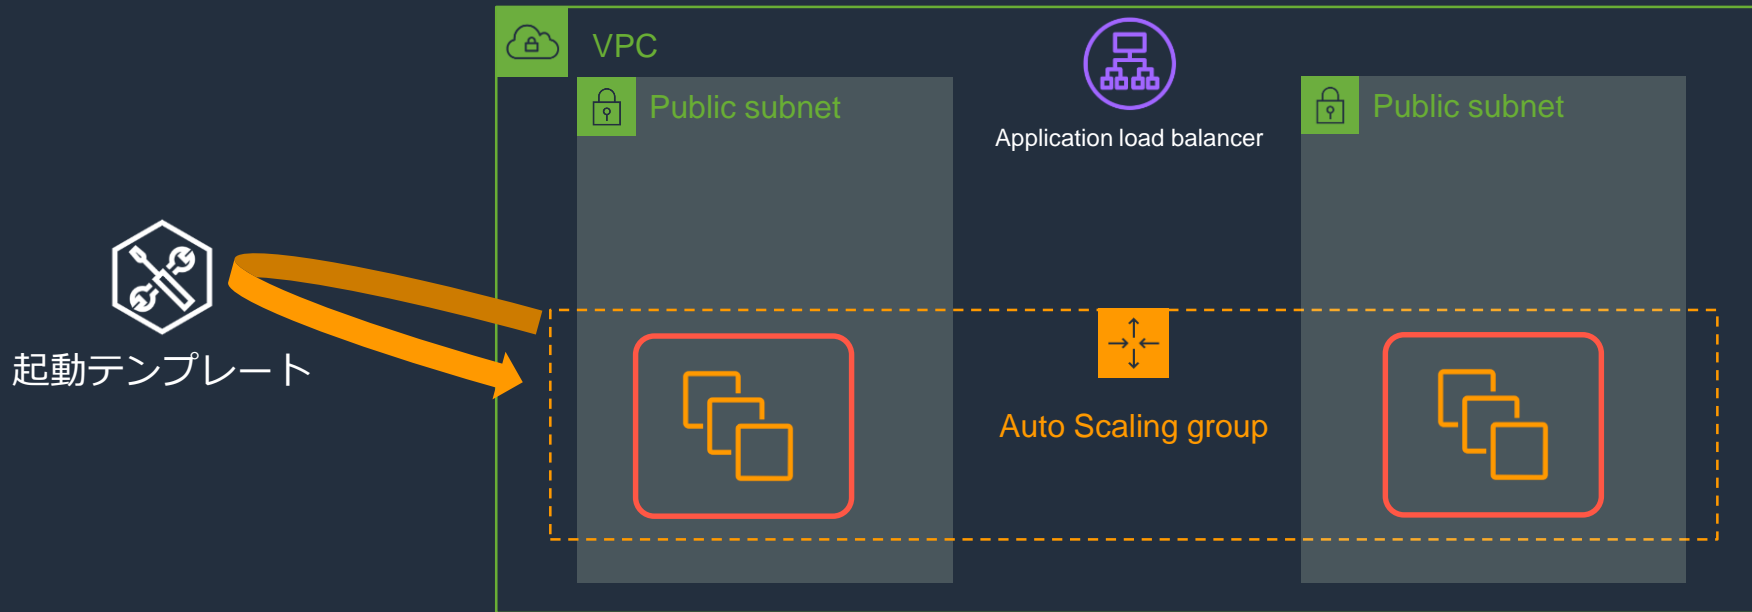 VPC
Public subnet
Application load balancer
Public subnet
起動テンプレート
Auto Scaling group